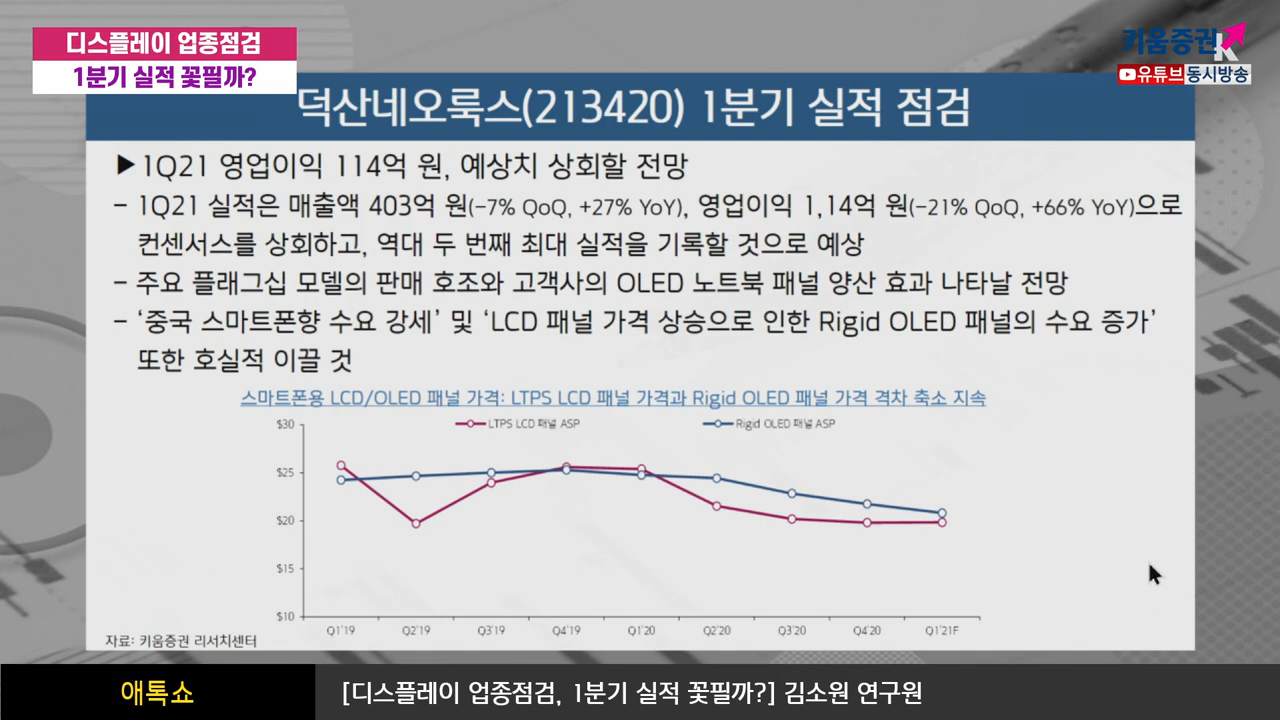 디스플레이 업종점검
1분기 실적 꽃필까?
키움증권
유튜브동시방송
덕산네오룩스(213420) 1분기 실적 점검
▶1Q21 영업이익 114억 원, 예상치 상회할 전망
- 1Q21 실적은 매출액 403억 원(-7% QoQ, +27% YoY), 영업이익 1,14억 원(-21% QoQ, +66% YoY)으로
컨센서스를 상회하고, 역대 두 번째 최대 실적을 기록할 것으로 예상
- 주요 플래그십 모델의 판매 호조와 고객사의 OLED 노트북 패널 양산 효과 나타날 전망
- '중국 스마트폰향 수요 강세' 및 'LCD 패널 가격 상승으로 인한 Rigid OLED 패널의 수요 증가'
또한 호실적 이끌 것
스마트폰용 LCD/OLED 패널 가격: LTPS LCD 패널 가격과 Rigid OLED 패널 가격 격차 축소 지속
LTPS LCD 패널 ASP
Rigid OLED 패널 ASP
$30
$25
$20
$15
$10
Q1'19 Q2'19 Q3'19 Q4'19 Q1'20 Q2'20 Q3'20 Q4'20 Q1'21F
자료: 키움증권 리서치센터
애톡쇼
[디스플레이 업종점검, 1분기 실적 꽃필까?] 김소원 연구원